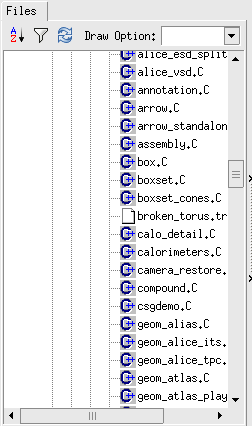 Files
Draw Option:
alice_esd_split
alice_vsd.C
annotation.C
arrow.C
arrow_standalon
assembly.C
box.C
boxset.C
boxset_cones.C
broken_torus.tr
calo_detail.C
calorimeters.C
camera_restore.
compound.C
csgdemo.C
geom_alias.C
geom_alice_its.
geom_alice_tpc.
geom_atlas.C
geom_atlas_play